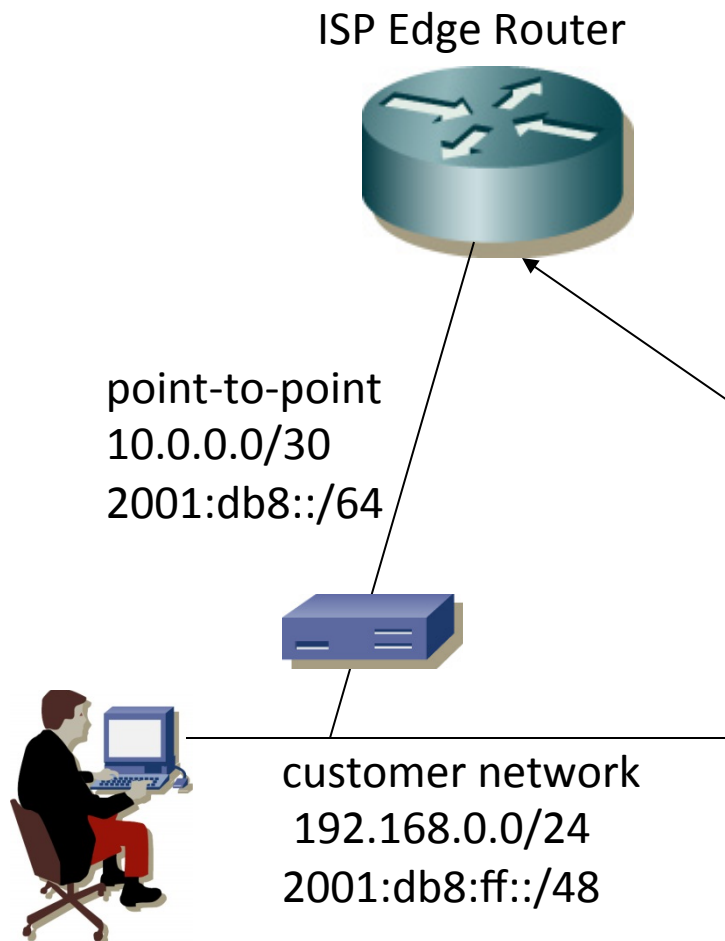 ISP Edge Router
point-to-point
10.0.0.0/30
2001:db8::/64
customer network
192.168.0.0/24
2001:db8:ff::/48